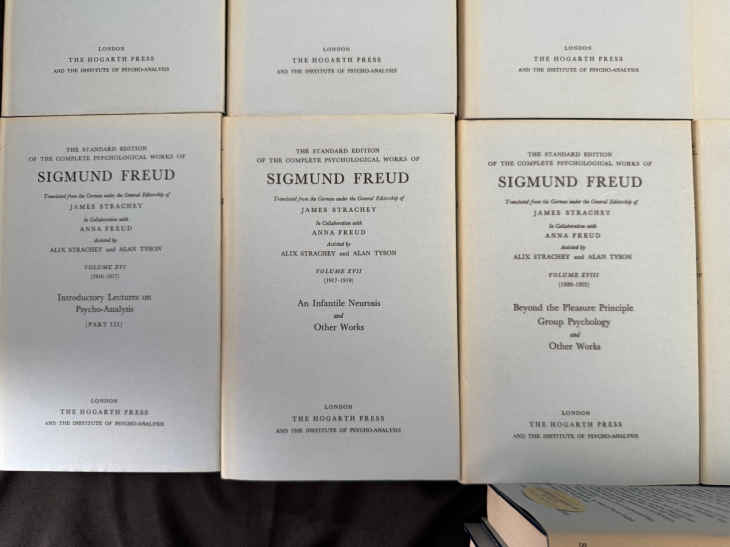 LONDON
THE HOGARTH PRESS
AND THE INSTITUTE OF PSYCHO-ANALYSIS
LONDON
THE HOGARTH PRESS
AND THE INSTITUTE OF PSYCHO-ANALYSIS
LONDON
THE HOGARTH PRESS
AND THE INSTITUTE OF PSYCHO-ANALYSIS
THE STANDARD EDITION
OF THE COMPLETE PSYCHOLOGICAL WORKS OF
SIGMUND FREUD
Translated from the German under the General Editorship of
JAMES STRACHEY
In Collaboration with
ANNA FREUD
Assisted by
ALIX STRACHEY and ALAN TYSON
VOLUME XVI
(1916-1917)
Introductory Lectures on
Psycho-Analysis
(PART III)
LONDON
THE HOGARTH PRESS
AND THE INSTITUTE OF PSYCHO-ANALYSIS
THE STANDARD EDITION
OF THE COMPLETE PSYCHOLOGICAL WORKS OF
SIGMUND FREUD
Translated from the German under the General Editorship of
JAMES STRACHEY
In Collaboration with
ANNA FREUD
Assisted by
ALIX STRACHEY and ALAN TYSON
VOLUME XVII
(1917-1919)
An Infantile Neurosis
and
Other Works
LONDON
THE HOGARTH PRESS
AND THE INSTITUTE OF PSYCHO-ANALYSIS
THE STANDARD EDITION
OF THE COMPLETE PSYCHOLOGICAL WORKS OF
SIGMUND FREUD
Translated from the German under the General Editorship of
JAMES STRACHEY
In Collaboration with
ANNA FREUD
Assisted by
ALIX STRACHEY and ALAN TYSON
VOLUME XVIII
(1920-1922)
Beyond the Pleasure Principle
Group Psychology
and
Other Works
LONDON
THE HOGARTH PRESS
AND THE INSTITUTE OF PSYCHO-ANALYSIS